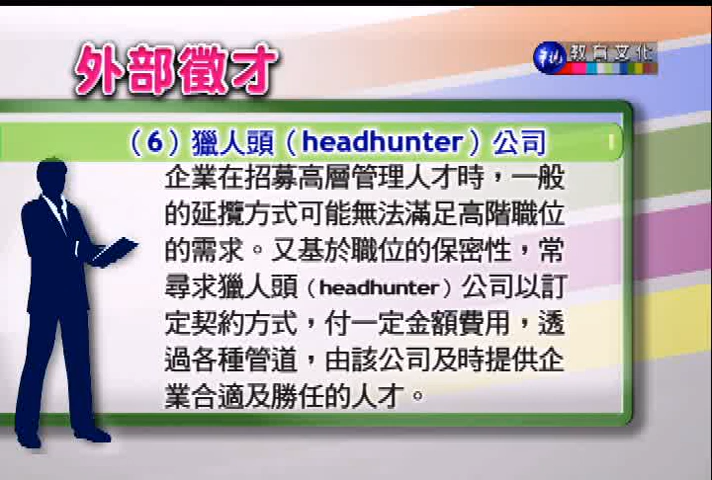 外部徵才
華視 教育文化
（6）獵人頭（headhunter）公司
企業在招募高層管理人才時，一般
的延攬方式可能無法滿足高階職位
的需求。又基於職位的保密性，常
尋求獵人頭（headhunter）公司以訂
定契約方式，付一定金額費用，透
過各種管道，由該公司及時提供企
業合適及勝任的人才。